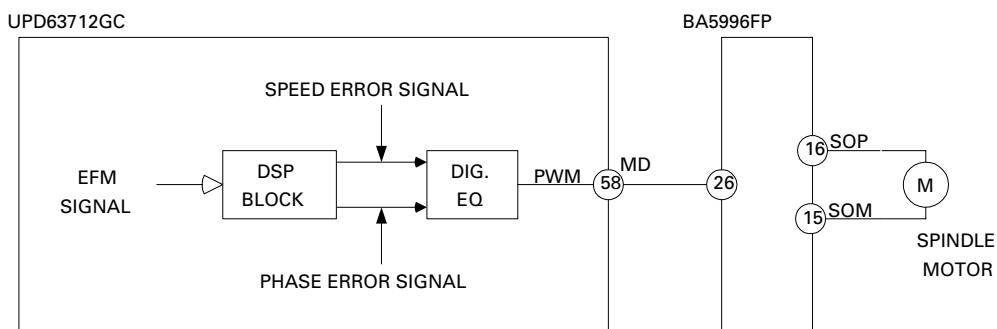 UPD63712GC
BA5996FP
SPEED ERROR SIGNAL
EFM
SIGNAL
DSP
BLOCK
DIG.
EQ
PWM
58
MD
26
16
SOP
15
SOM
M
SPINDLE
MOTOR
PHASE ERROR SIGNAL